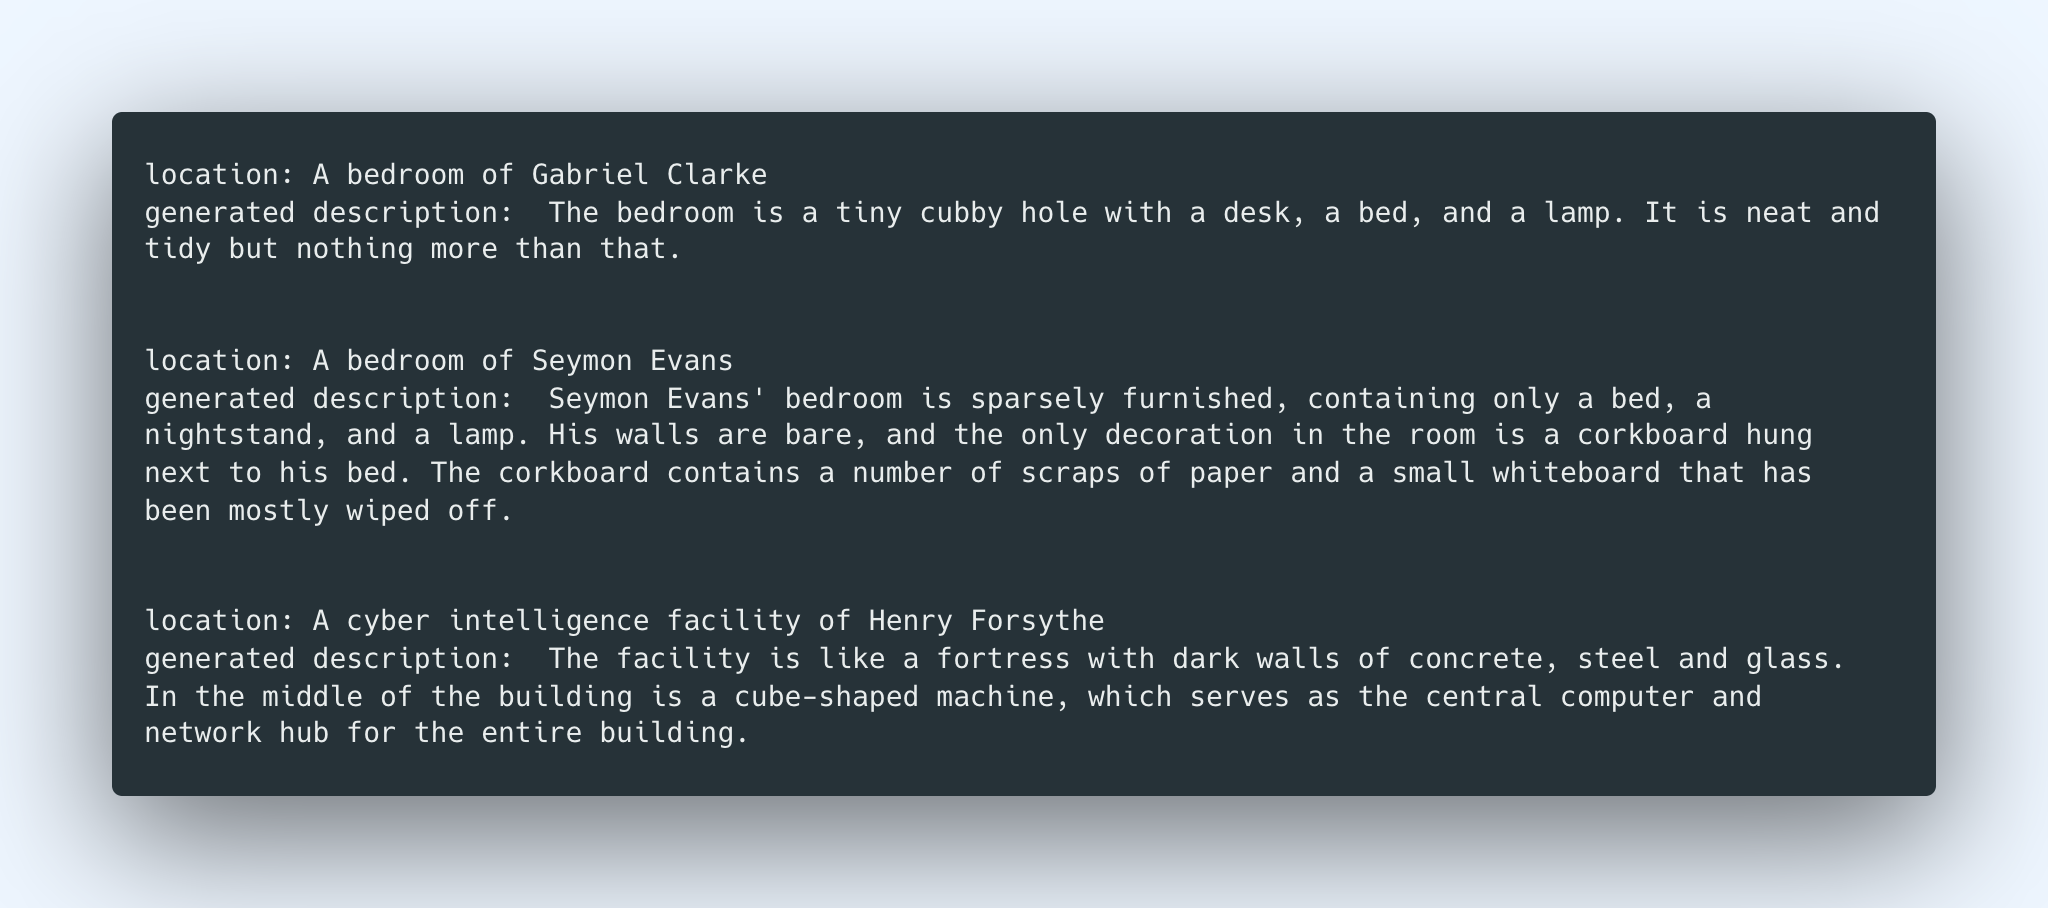 location: A bedroom of Gabriel Clarke
generated description:  The bedroom is a tiny cubby hole with a desk, a bed, and a lamp. It is neat and
tidy but nothing more than that.
location: A bedroom of Seymon Evans
generated description:  Seymon Evans' bedroom is sparsely furnished, containing only a bed, a
nightstand, and a lamp. His walls are bare, and the only decoration in the room is a corkboard hung
next to his bed. The corkboard contains a number of scraps of paper and a small whiteboard that has
been mostly wiped off.
location: A cyber intelligence facility of Henry Forsythe
generated description:  The facility is like a fortress with dark walls of concrete, steel and glass.
In the middle of the building is a cube-shaped machine, which serves as the central computer and
network hub for the entire building.